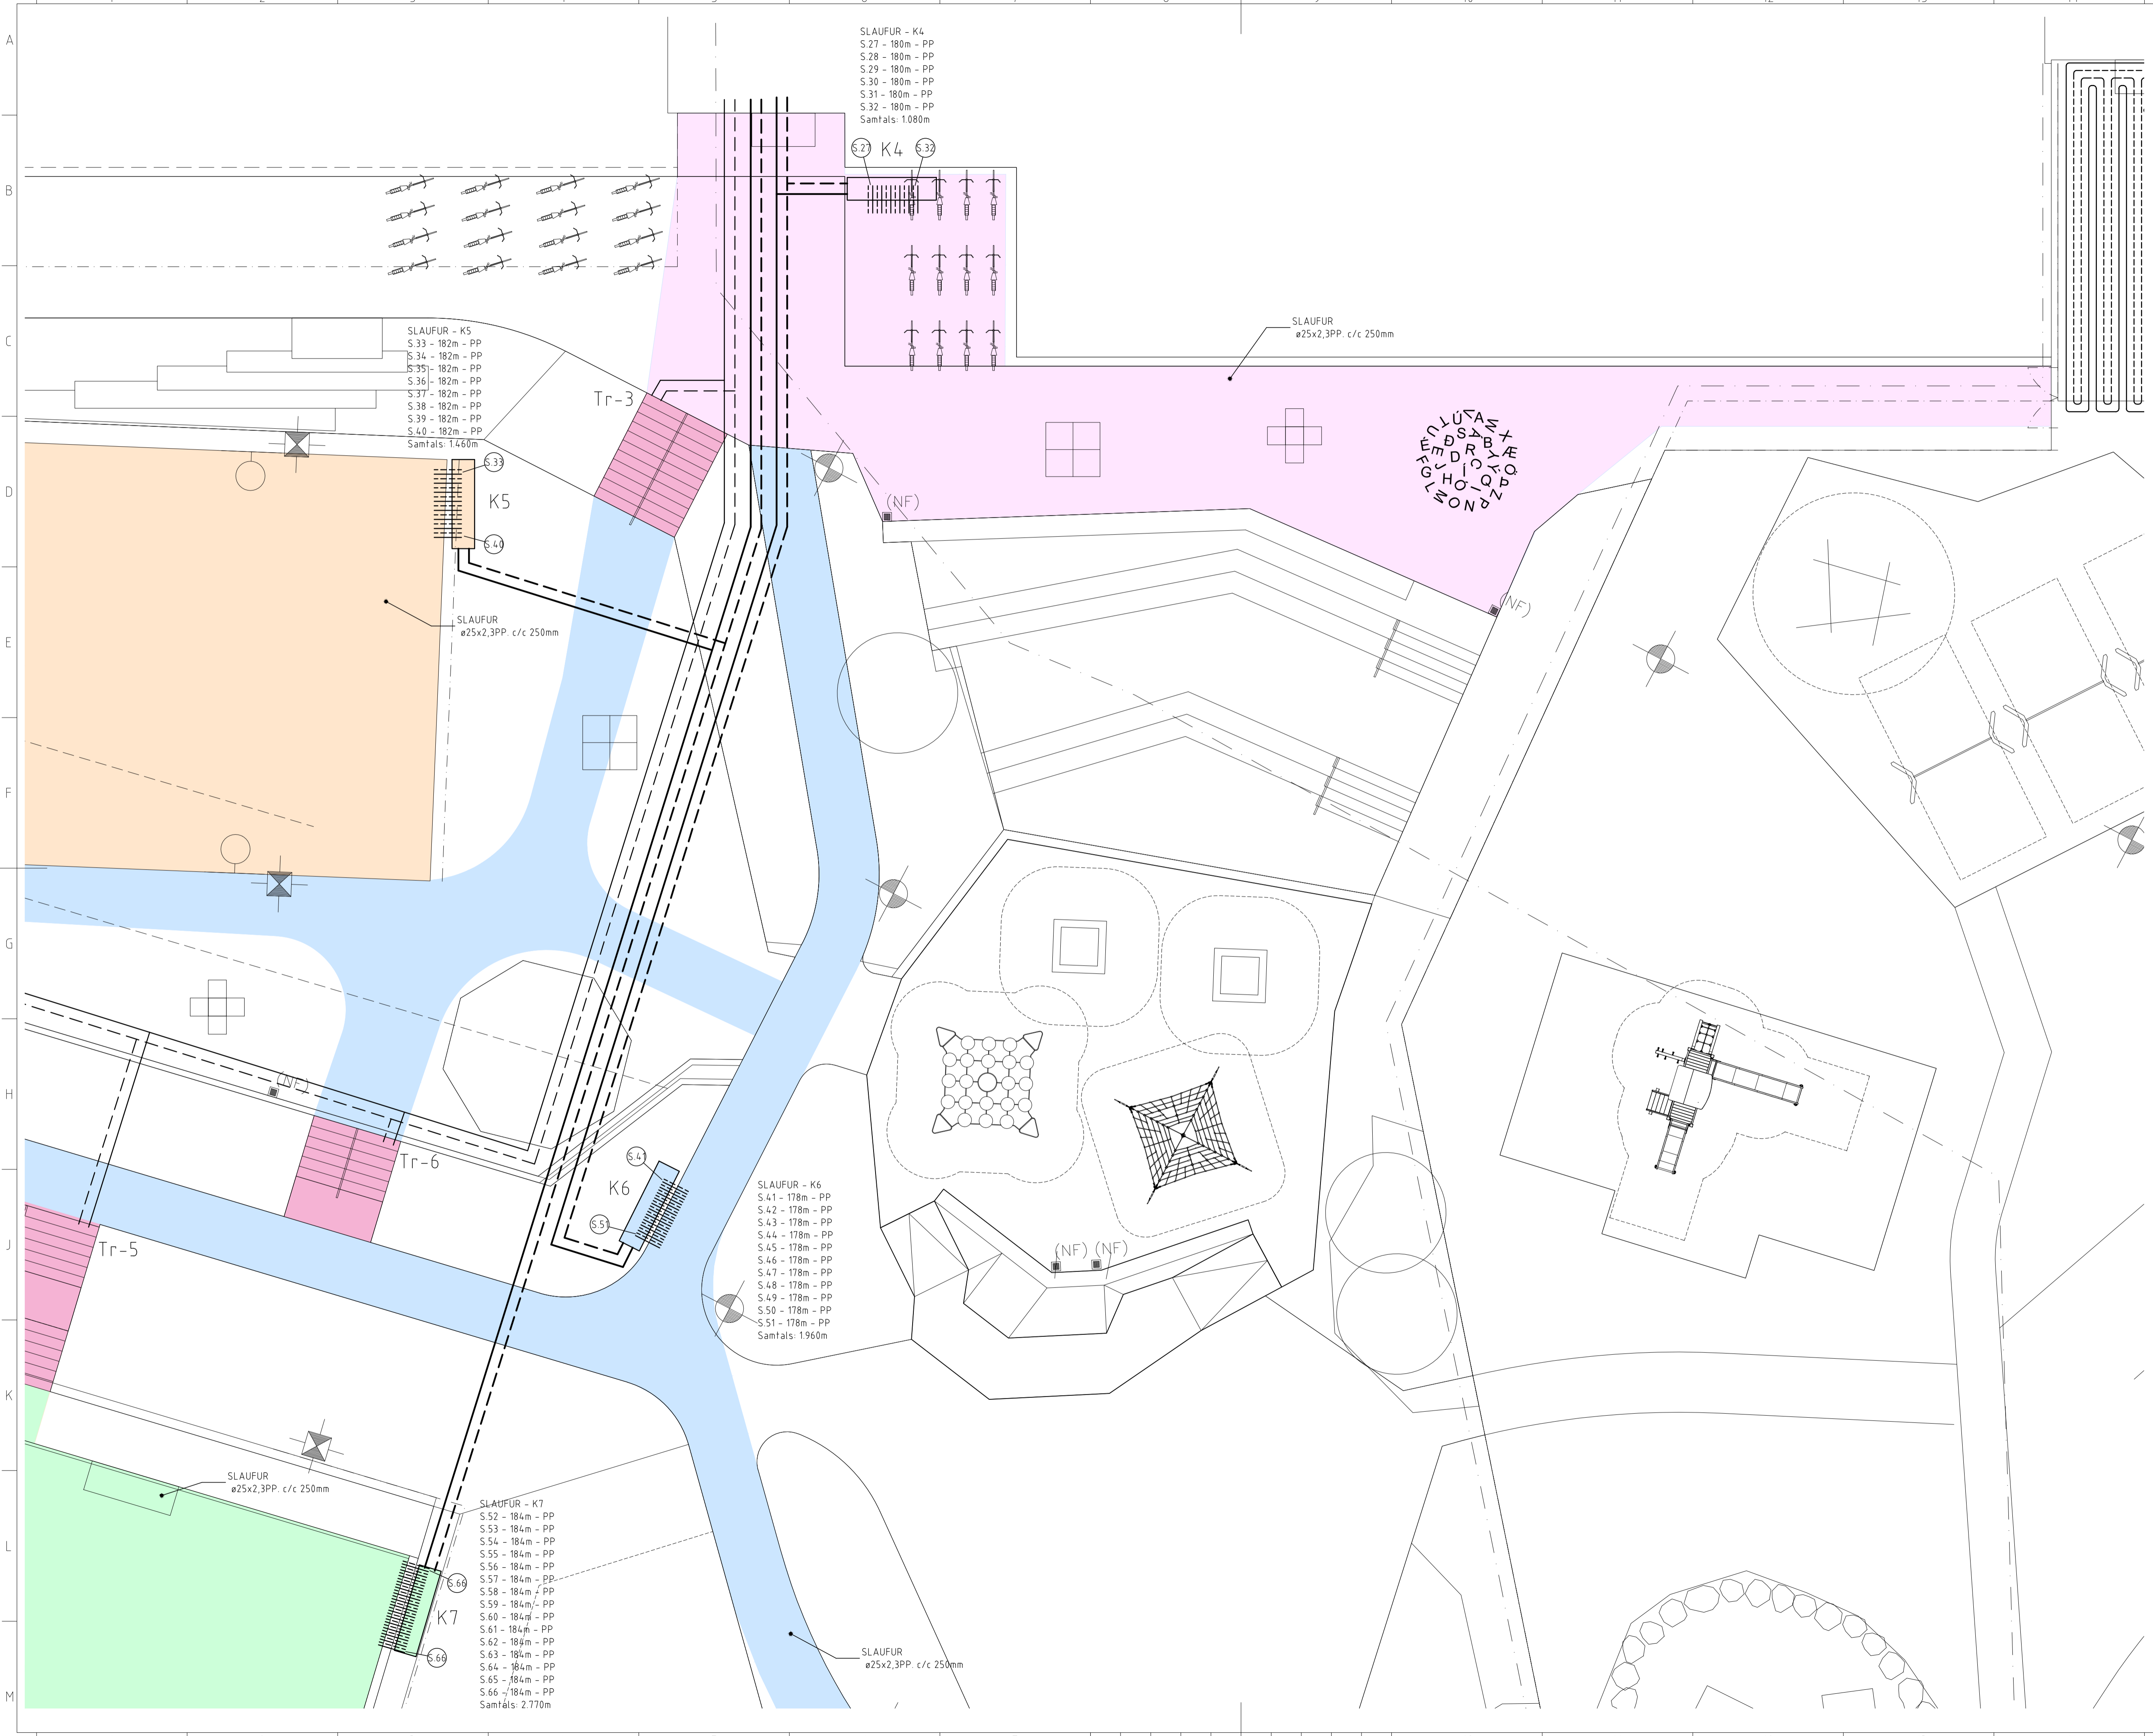 SLAUFUR - K4
S.27 - 180m - PP
S.28 - 180m - PP
S.29 - 180m - PP
S.30 - 180m - PP
S.31 - 180m - PP
S.32 - 180m - PP
Samtals: 1.080m
S.27
K4
S.32
A
B
C
D
E
F
G
H
J
K
L
M
SLAUFUR
ø25x2,3PP. c/c 250mm
SLAUFUR - K5
S.33 - 182m - PP
S.34 - 182m - PP
S.35 - 182m - PP
S.36 - 182m - PP
S.37 - 182m - PP
S.38 - 182m - PP
S.39 - 182m - PP
S.40 - 182m - PP
Samtals: 1.460m
Tr-3
S.33
K5
S.40
(NF)
(NF)
SLAUFUR
ø25x2,3PP. c/c 250mm
(NF)
Tr-6
Tr-5
S.41
K6
S.51
SLAUFUR - K6
S.41 - 178m - PP
S.42 - 178m - PP
S.43 - 178m - PP
S.44 - 178m - PP
S.45 - 178m - PP
S.46 - 178m - PP
S.47 - 178m - PP
S.48 - 178m - PP
S.49 - 178m - PP
S.50 - 178m - PP
S.51 - 178m - PP
Samtals: 1.960m
(NF) (NF)
SLAUFUR
ø25x2,3PP. c/c 250mm
SLAUFUR - K7
S.52 - 184m - PP
S.53 - 184m - PP
S.54 - 184m - PP
S.55 - 184m - PP
S.56 - 184m - PP
S.57 - 184m - PP
S.58 - 184m - PP
S.59 - 184m - PP
S.60 - 184m - PP
S.61 - 184m - PP
S.62 - 184m - PP
S.63 - 184m - PP
S.64 - 184m - PP
S.65 - 184m - PP
S.66 - 184m - PP
Samtals: 2.770m
S.66
K7
S.66
SLAUFUR
ø25x2,3PP. c/c 250mm